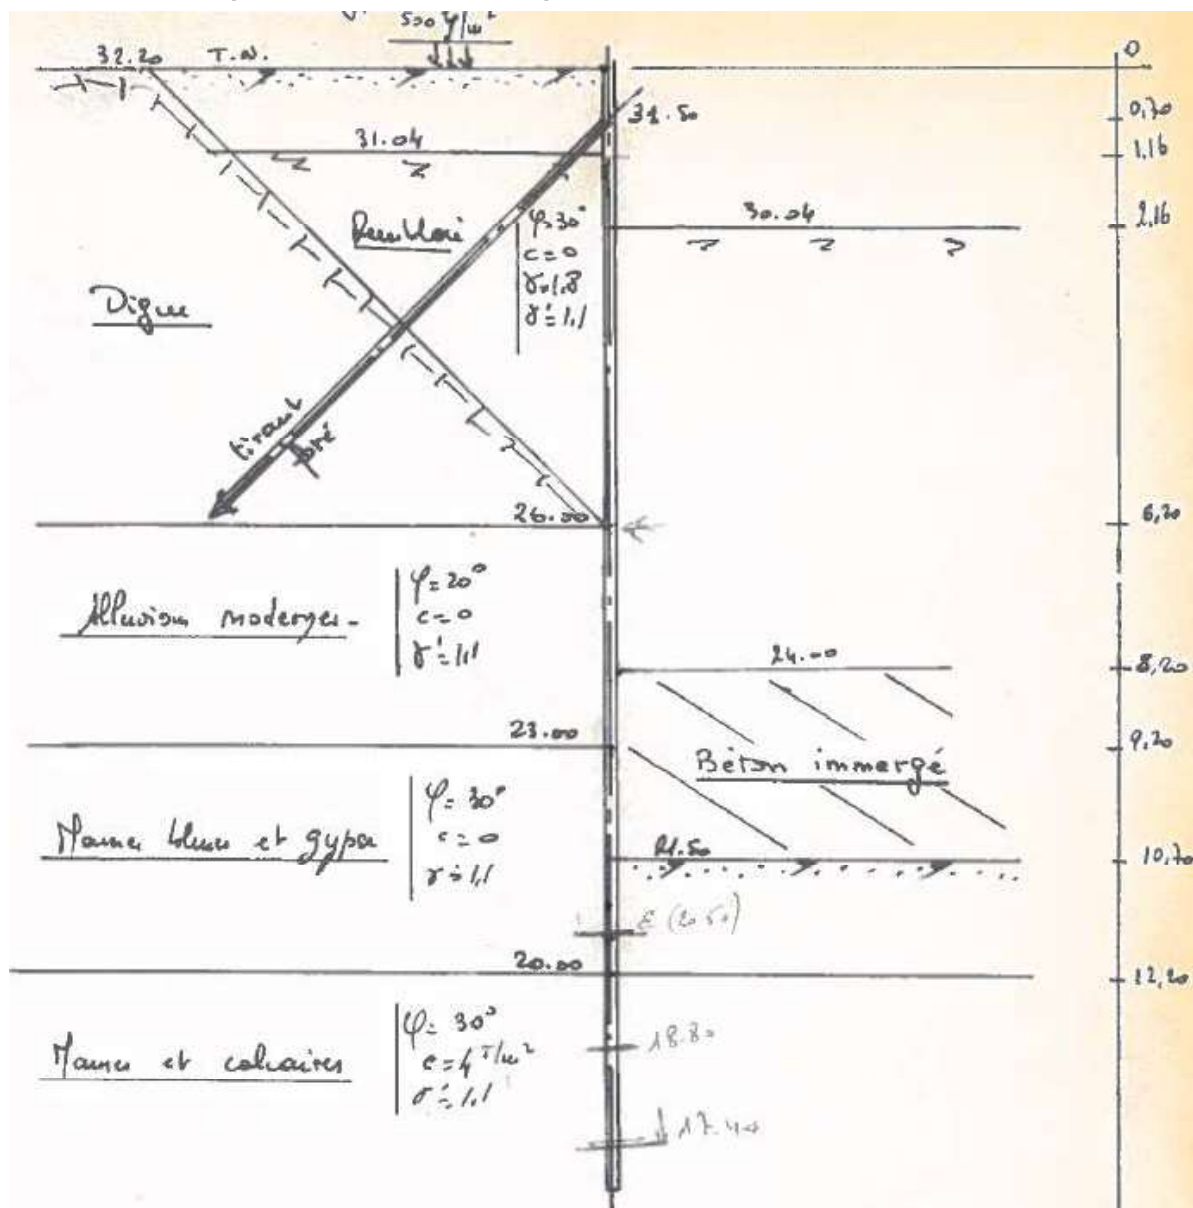 500 / m²
32.20 T.N.
0
31.50
0,70
31.04
1,16
Remblai
φ=30°
c=0
γ=1,8
γ'=1,1
30.04
2,16
Digue
tirant
26.00
6,20
Alluvions modernes -
φ=20°
c=0
γ'=1,1
24.00
8,20
23.00
9,20
Béton immergé
Marnes bleues et gypse
φ=30°
c=0
γ'=1,1
21.50
10,70
E (20.50)
20.00
12,20
Marnes et calcaires
φ=30°
c=4 T/m²
γ'=1,1
18.80
17.40